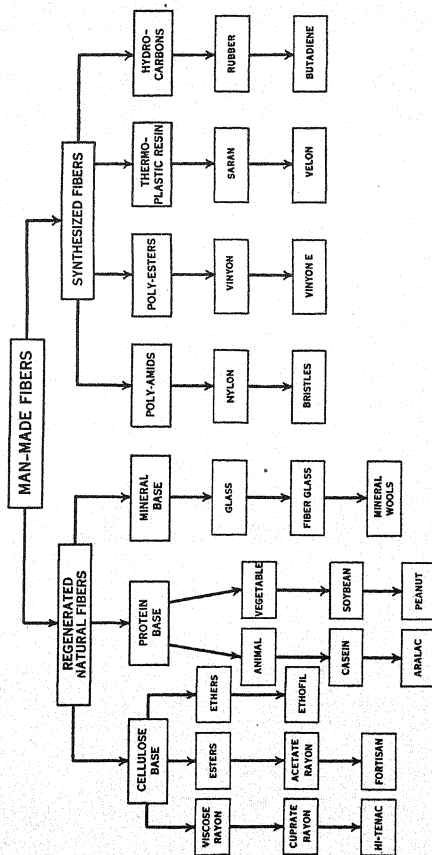 MAN-MADE FIBERS
REGENERATED
NATURAL FIBERS
SYNTHESIZED FIBERS
CELLULOSE
BASE
PROTEIN
BASE
MINERAL
BASE
POLY-AMIDS
POLY-ESTERS
THERMO-
PLASTIC RESIN
HYDRO-
CARBONS
VISCOSE
RAYON
ESTERS
ETHERS
ANIMAL
VEGETABLE
GLASS
NYLON
VINYON
SARAN
RUBBER
CUPRATE
RAYON
ACETATE
RAYON
ETHOFIL
CASEIN
SOYBEAN
FIBER GLASS
BRISTLES
VINYON E
VELON
BUTADIENE
HI-TENAC
FORTISAN
ARALAC
PEANUT
MINERAL
WOOLS